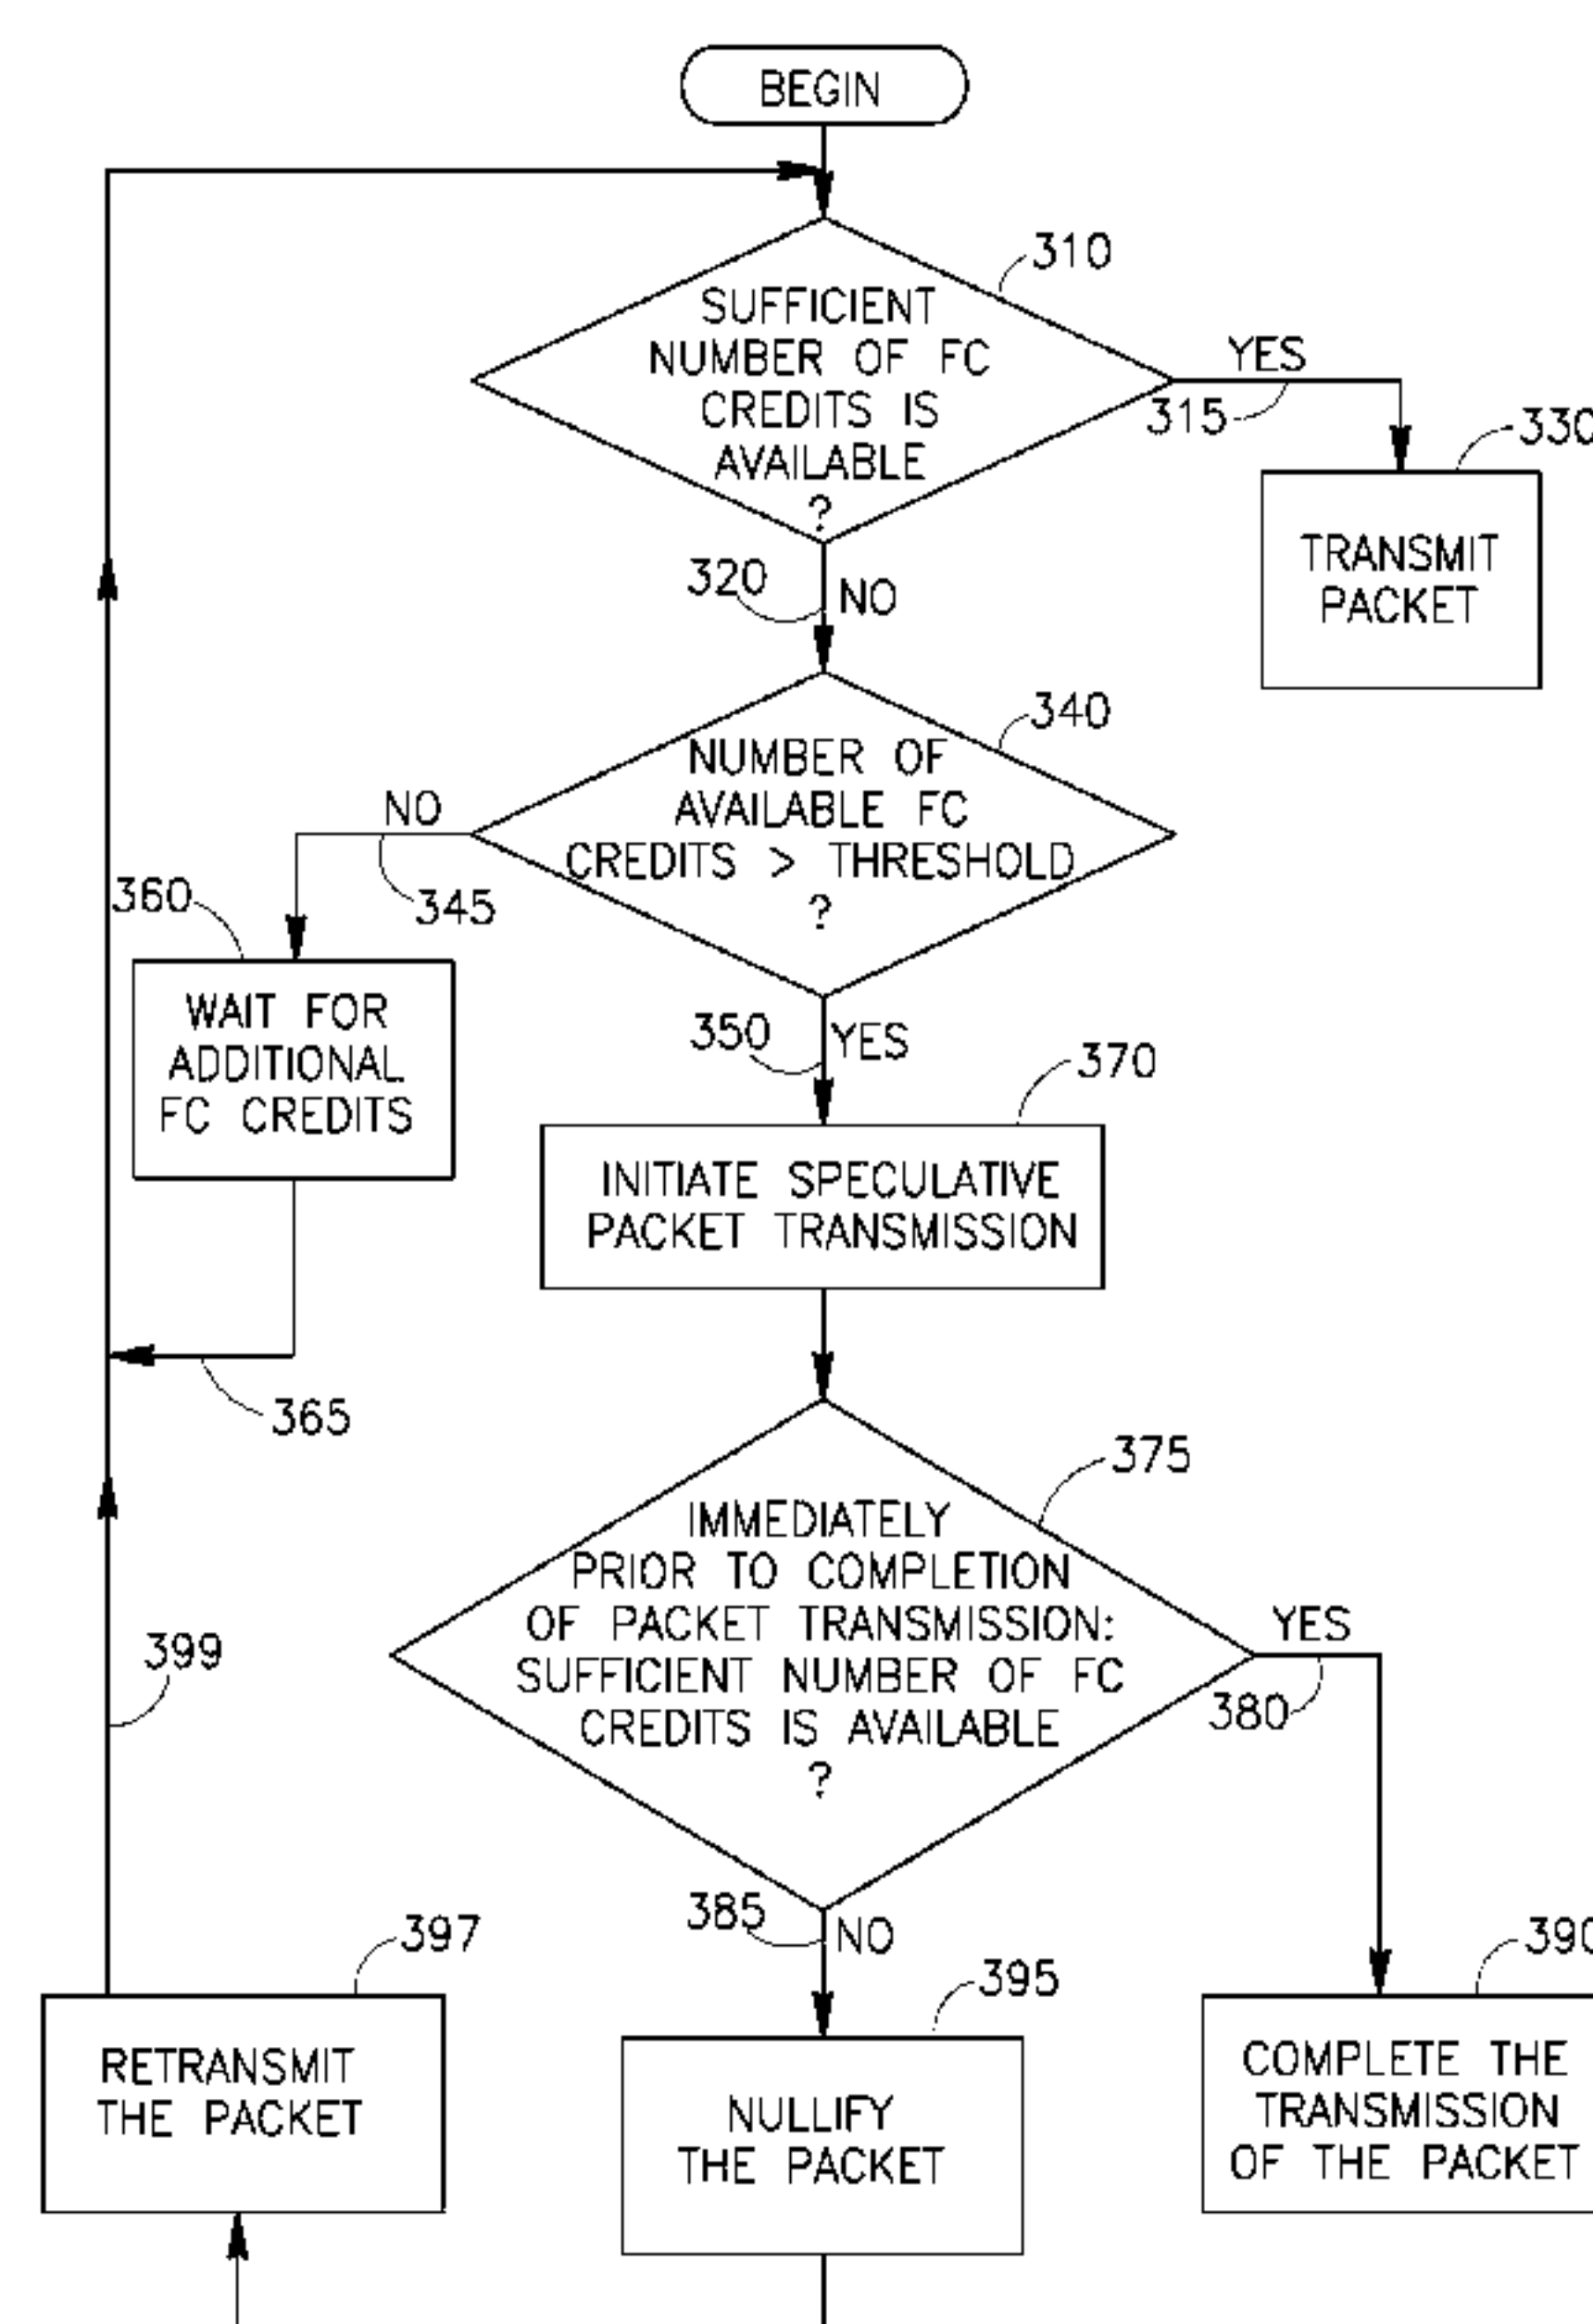 BEGIN
310
SUFFICIENT
NUMBER OF FC
CREDITS IS
AVAILABLE
?
YES
315
330
TRANSMIT
PACKET
320
NO
340
NUMBER OF
AVAILABLE FC
CREDITS > THRESHOLD
?
NO
345
360
WAIT FOR
ADDITIONAL
FC CREDITS
365
350
YES
370
INITIATE SPECULATIVE
PACKET TRANSMISSION
375
IMMEDIATELY
PRIOR TO COMPLETION
OF PACKET TRANSMISSION:
SUFFICIENT NUMBER OF FC
CREDITS IS AVAILABLE
?
YES
380
399
385
NO
390
COMPLETE THE
TRANSMISSION
OF THE PACKET
395
NULLIFY
THE PACKET
397
RETRANSMIT
THE PACKET